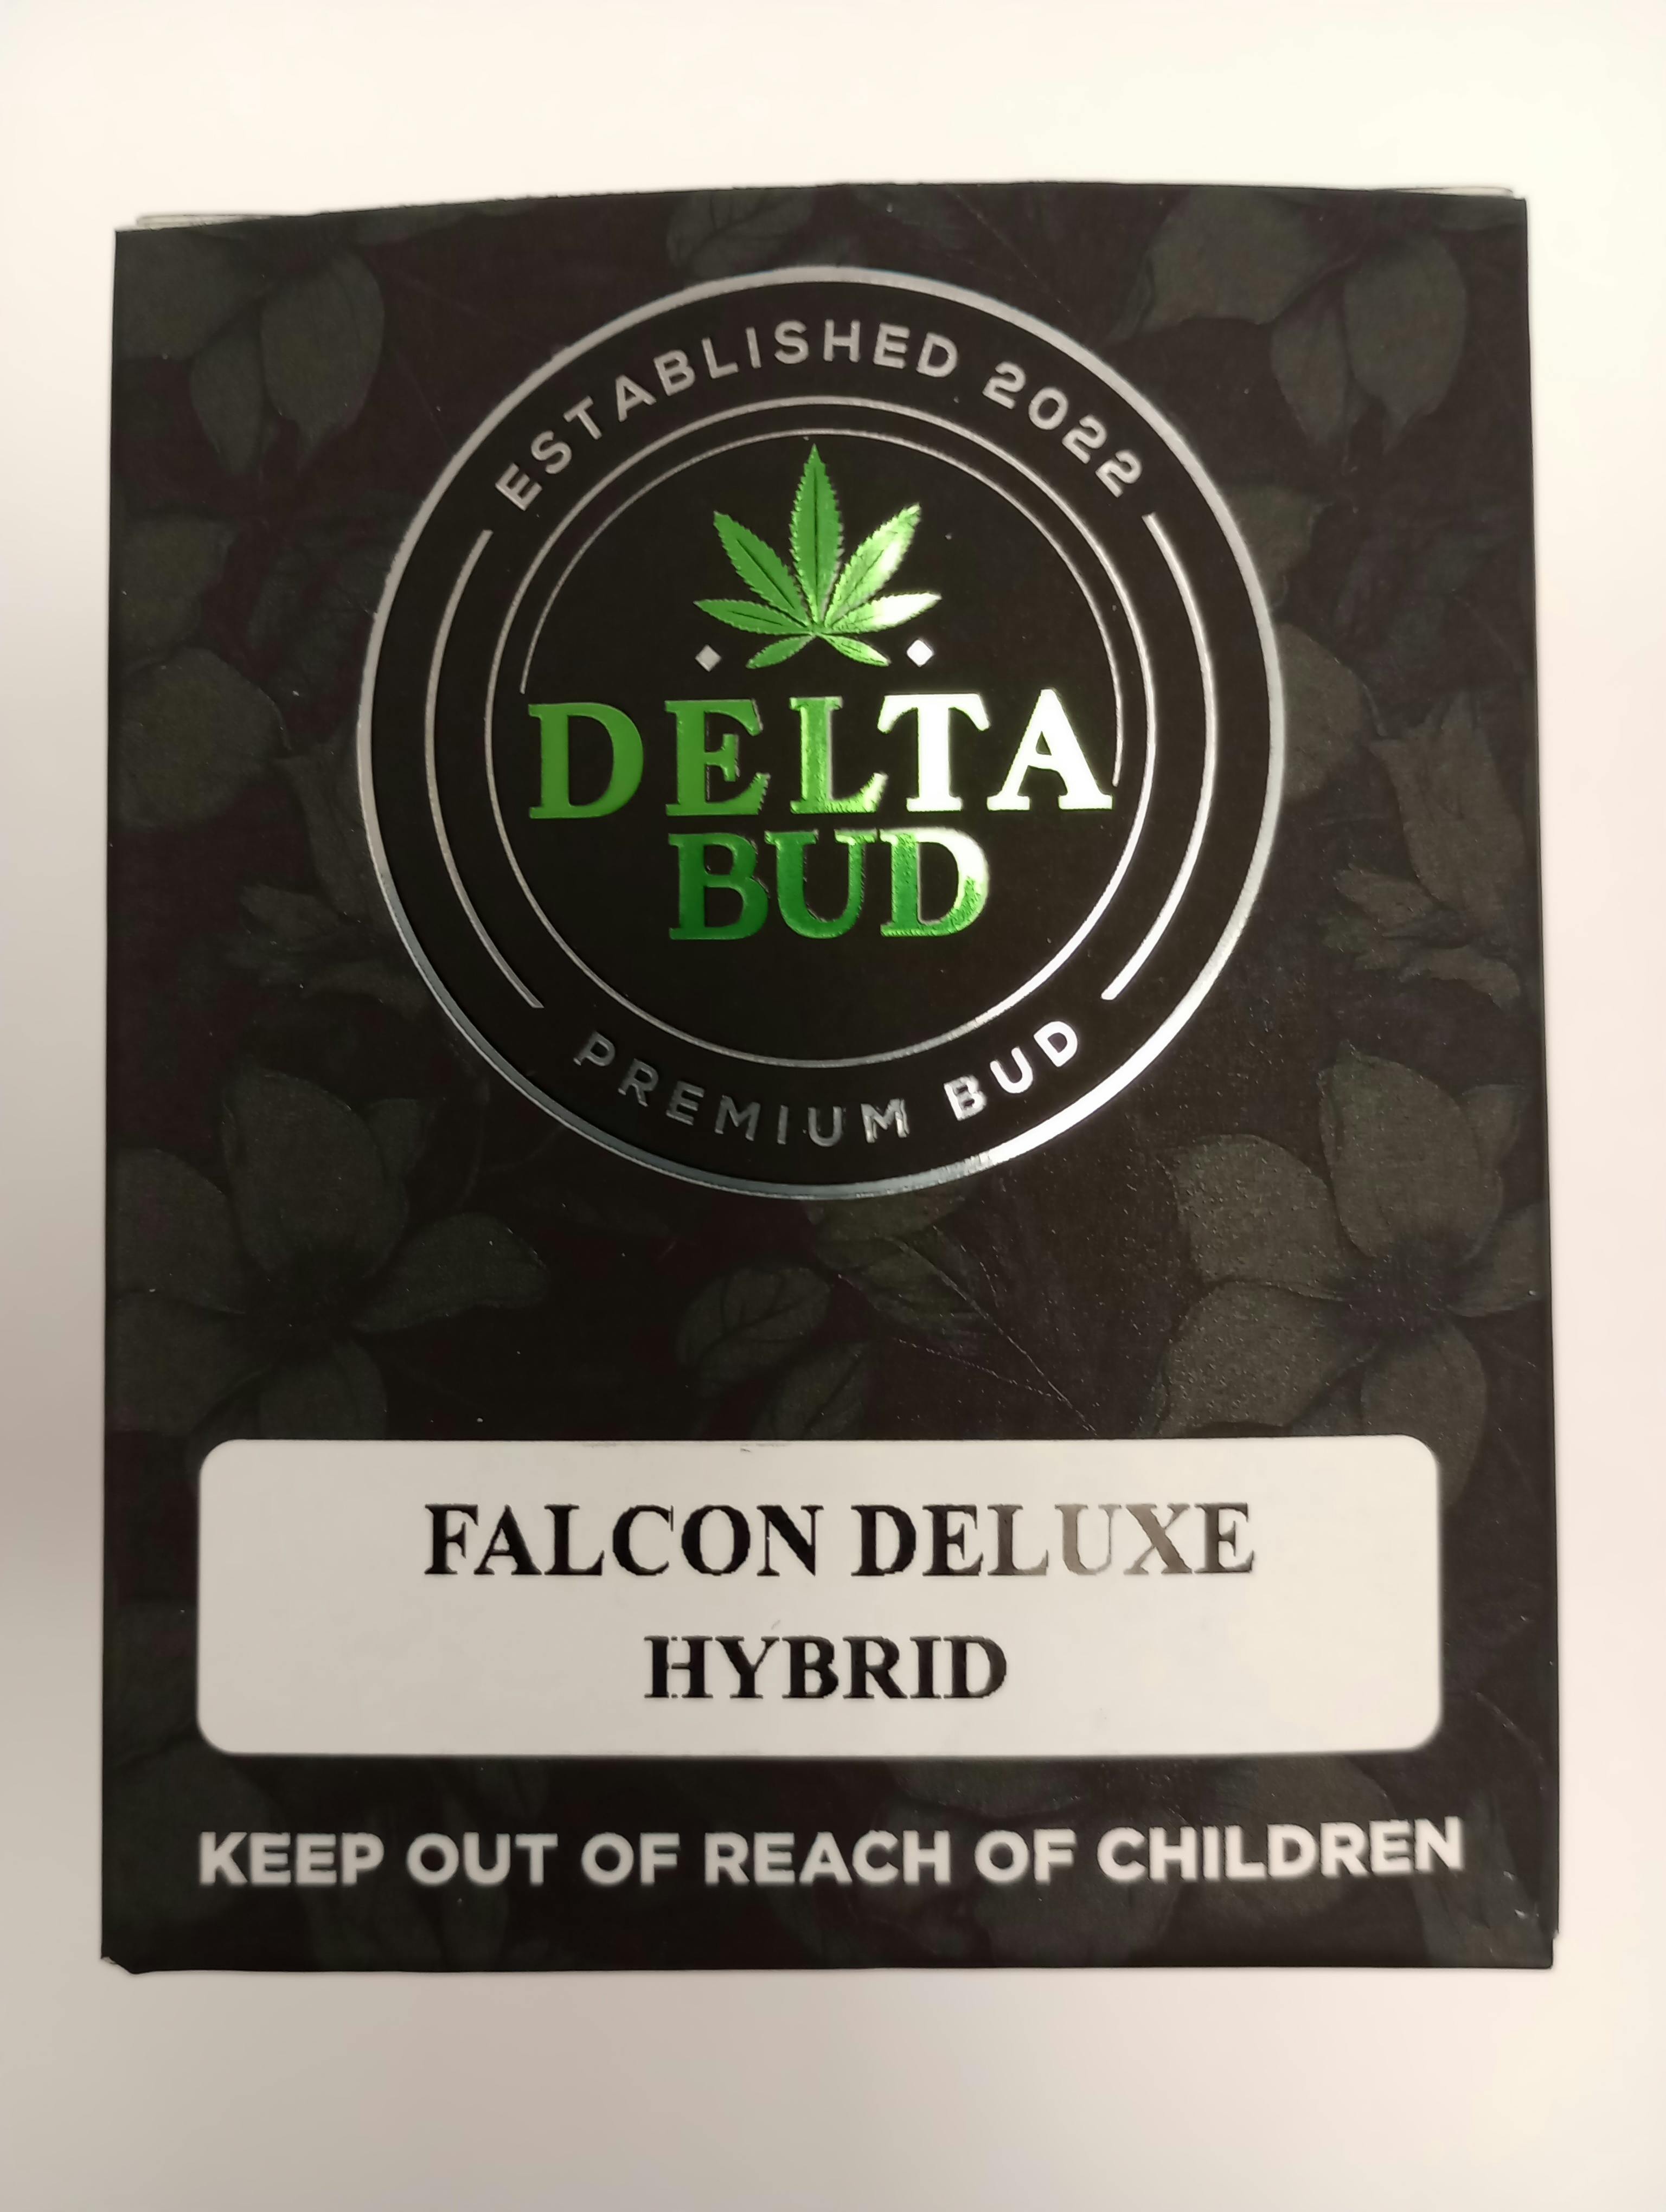 ESTABLISHED 2022
DELTA
BUD
PREMIUM BUD
FALCON DELUXE
HYBRID
KEEP OUT OF REACH OF CHILDREN